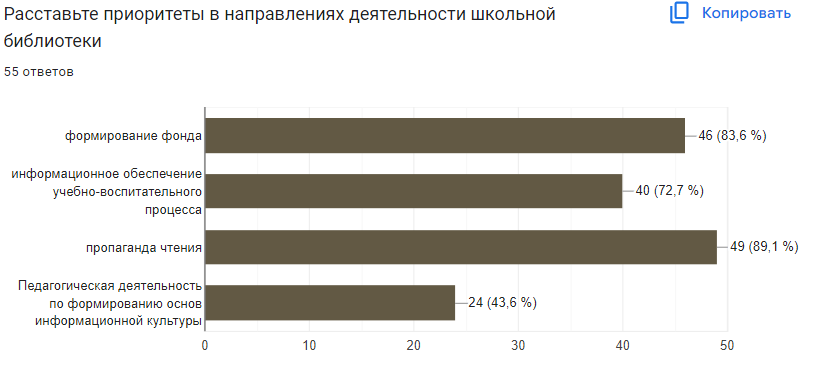 Расставьте приоритеты в направлениях деятельности школьной
библиотеки
Копировать
55 ответов
формирование фонда
46 (83,6 %)
информационное обеспечение
учебно-воспитательного
процесса
40 (72,7 %)
пропаганда чтения
49 (89,1 %)
Педагогическая деятельность
по формированию основ
информационной культуры
24 (43,6 %)
0 10 20 30 40 50